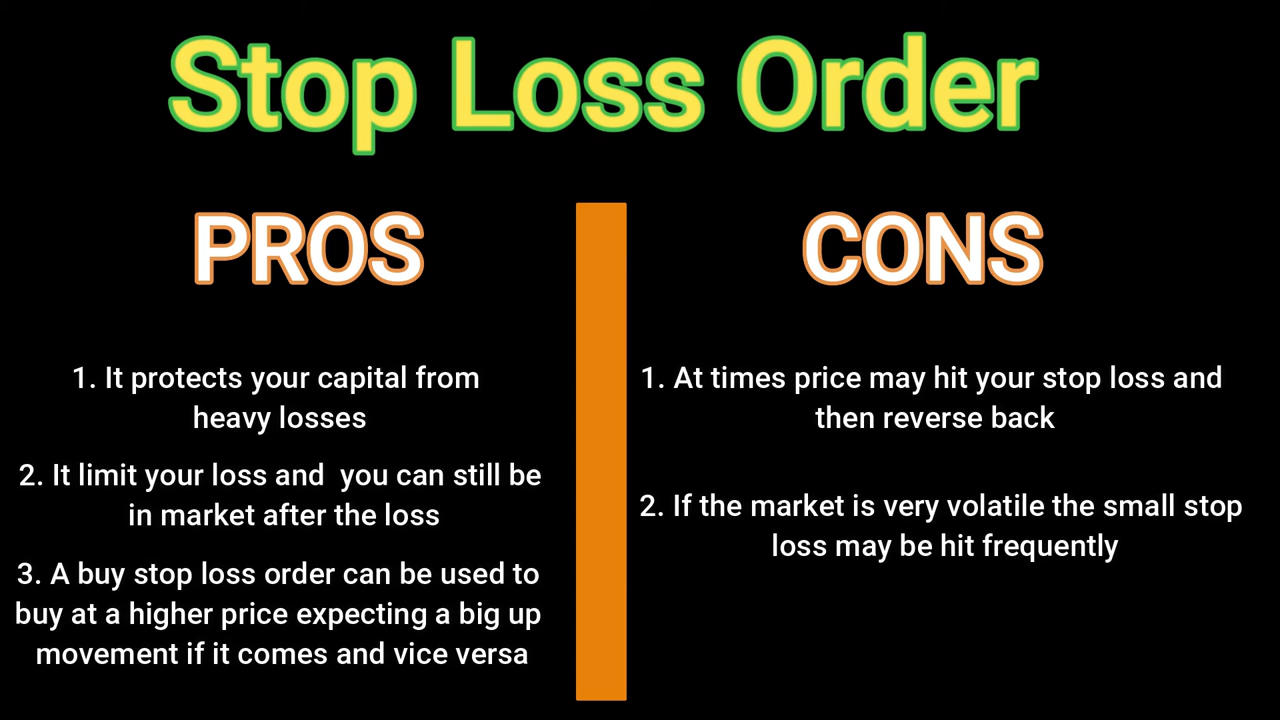 Stop Loss Order
PROS
1. It protects your capital from
heavy losses
2. It limit your loss and  you can still be
in market after the loss
3. A buy stop loss order can be used to
buy at a higher price expecting a big up
movement if it comes and vice versa
CONS
1. At times price may hit your stop loss and
then reverse back
2. If the market is very volatile the small stop
loss may be hit frequently